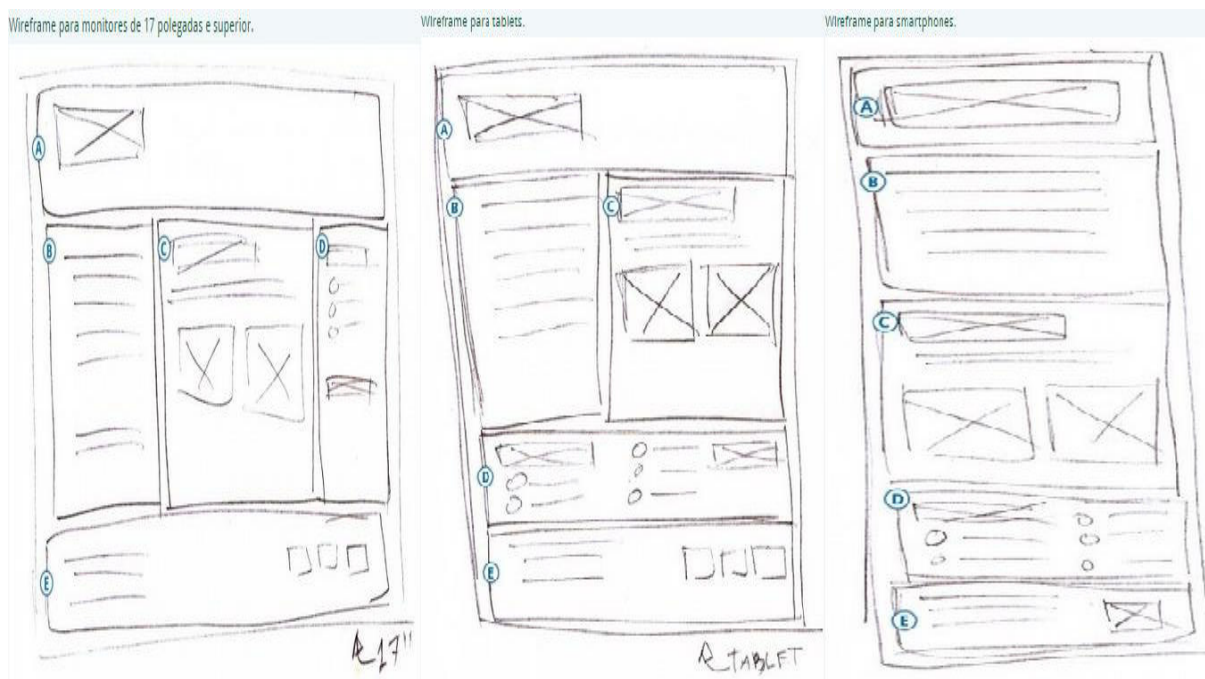 Wireframe para monitores de 17 polegadas e superior.
A
B
C
D
E
17"
Wireframe para tablets.
A
B
C
D
E
TABLET
Wireframe para smartphones.
A
B
C
D
E